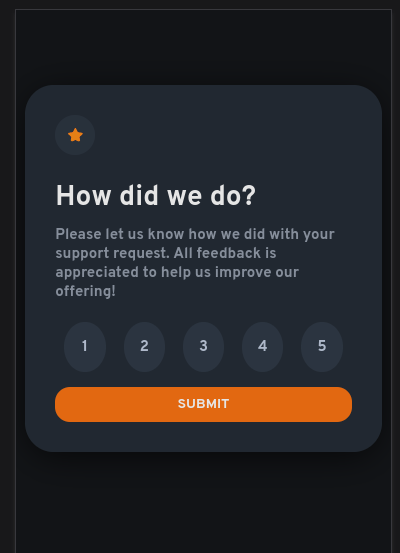 How did we do?
Please let us know how we did with your
support request. All feedback is
appreciated to help us improve our
offering!
1 2 3 4 5
SUBMIT